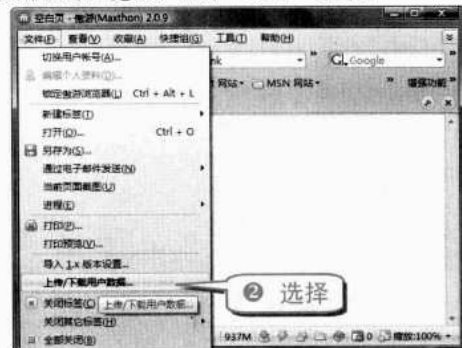 空白页 - 傲游(Maxthon) 2.0.9
文件(F) 查看(V) 收藏(A) 快捷组(G) 工具(T) 帮助(H)
切换用户帐号(A)...
编辑个人资料(D)...
锁定傲游浏览器(L) Ctrl + Alt + L
新建标签(T)
打开(O)... Ctrl + O
另存为(S)...
通过电子邮件发送(N)
当前页面截图(U)
进程(E)
打印(P)...
打印预览(V)...
导入 1.x 版本设置...
上传/下载用户数据...
关闭标签(C) 上传/下载用户数据...
关闭其它标签(H)
全部关闭(B)
nk Google
网站 MSN 网站 增强功能
❷ 选择
937M 0 缩放:100%